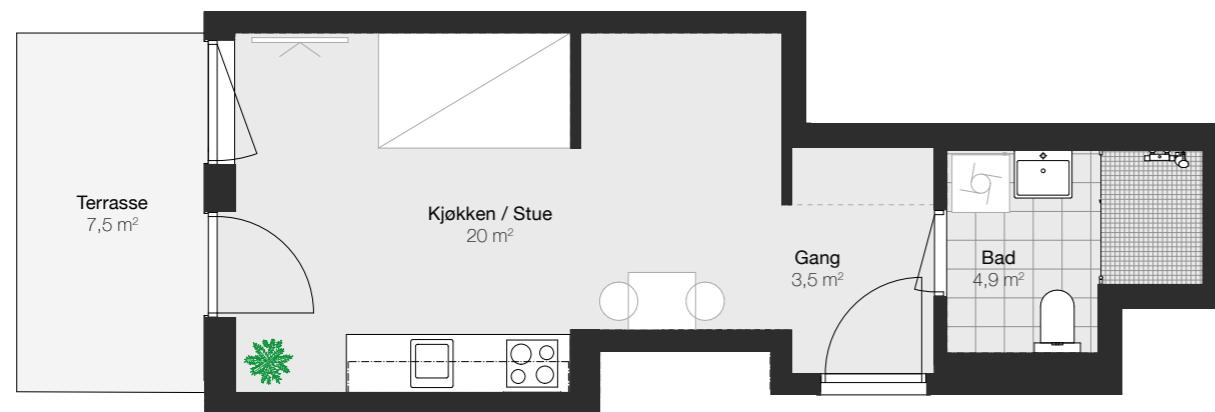 Terrasse
7,5 m²
Kjøkken / Stue
20 m²
Gang
3,5 m²
Bad
4,9 m²